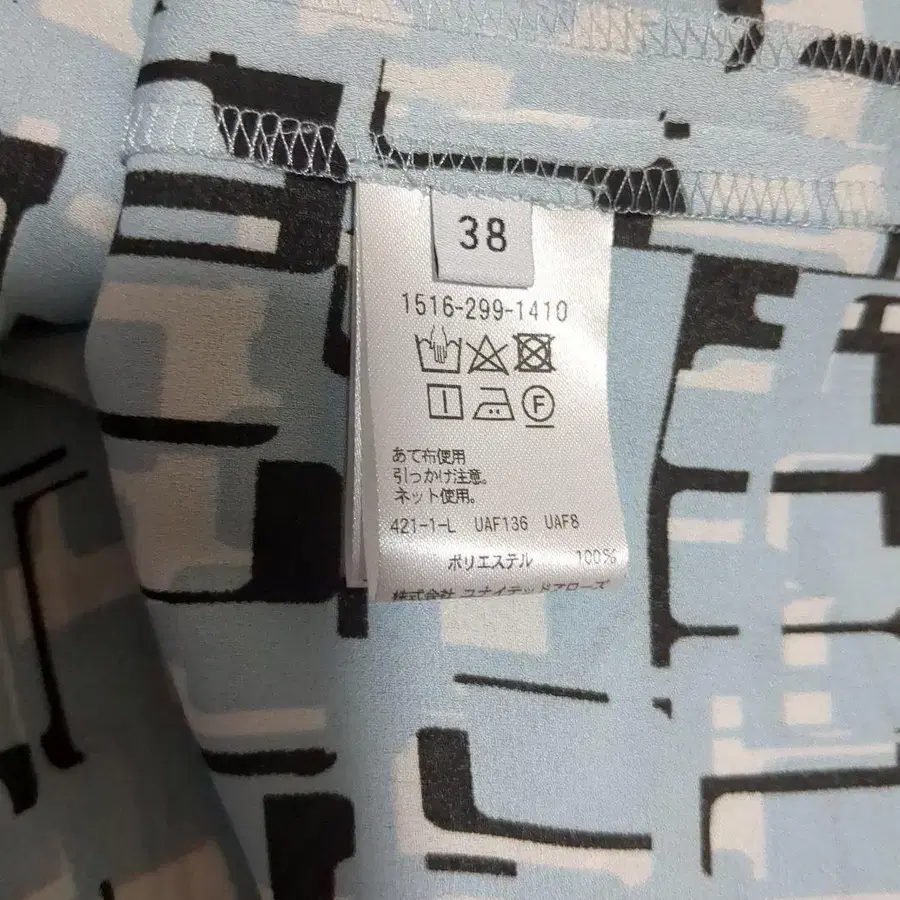 38
1516-299-1410
F
あて布使用
引っかけ注意。
ネット使用。
421-1-L UAF136 UAF8
ポリエステル 100%
株式会社 ユナイテッドアローズ